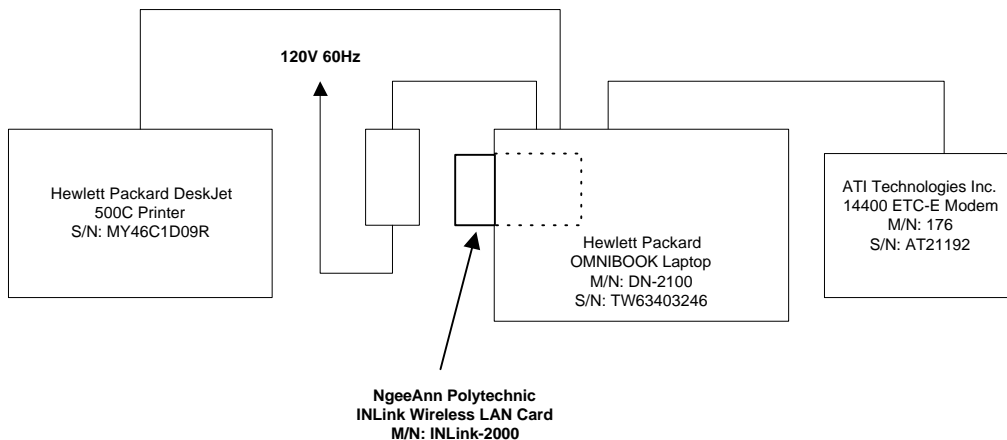 120V 60Hz
Hewlett Packard DeskJet
500C Printer
S/N: MY46C1D09R
Hewlett Packard
OMNIBOOK Laptop
M/N: DN-2100
S/N: TW63403246
ATI Technologies Inc.
14400 ETC-E Modem
M/N: 176
S/N: AT21192
NgeeAnn Polytechnic
INLink Wireless LAN Card
M/N: INLink-2000